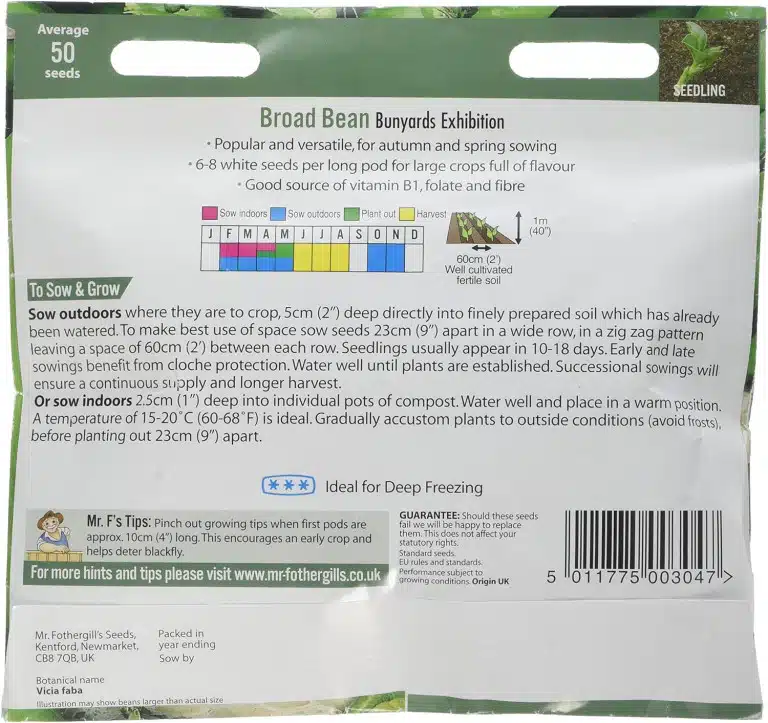 Average
50
seeds
SEEDLING
Broad Bean Bunyards Exhibition
• Popular and versatile, for autumn and spring sowing
• 6-8 white seeds per long pod for large crops full of flavour
• Good source of vitamin B1, folate and fibre
Sow indoors Sow outdoors Plant out Harvest
J F M A M J J A S O N D
1m
(40")
60cm (2')
Well cultivated
fertile soil
To Sow & Grow
Sow outdoors where they are to crop, 5cm (2") deep directly into finely prepared soil which has already
been watered. To make best use of space sow seeds 23cm (9") apart in a wide row, in a zig zag pattern
leaving a space of 60cm (2') between each row. Seedlings usually appear in 10-18 days. Early and late
sowings benefit from cloche protection. Water well until plants are established. Successional sowings will
ensure a continuous supply and longer harvest.
Or sow indoors 2.5cm (1") deep into individual pots of compost. Water well and place in a warm position.
A temperature of 15-20˚C (60-68˚F) is ideal. Gradually accustom plants to outside conditions (avoid frosts),
before planting out 23cm (9") apart.
Ideal for Deep Freezing
Mr. F's Tips: Pinch out growing tips when first pods are
approx. 10cm (4") long. This encourages an early crop and
helps deter blackfly.
For more hints and tips please visit www.mr-fothergills.co.uk
GUARANTEE: Should these seeds
fail we will be happy to replace
them. This does not affect your
statutory rights.
Standard seeds.
EU rules and standards.
Performance subject to
growing conditions. Origin UK
5 011775 003047 >
Mr. Fothergill's Seeds,
Kentford, Newmarket,
CB8 7QB, UK
Packed in
year ending
Sow by
Botanical name
Vicia faba
Illustration may show beans larger than actual size